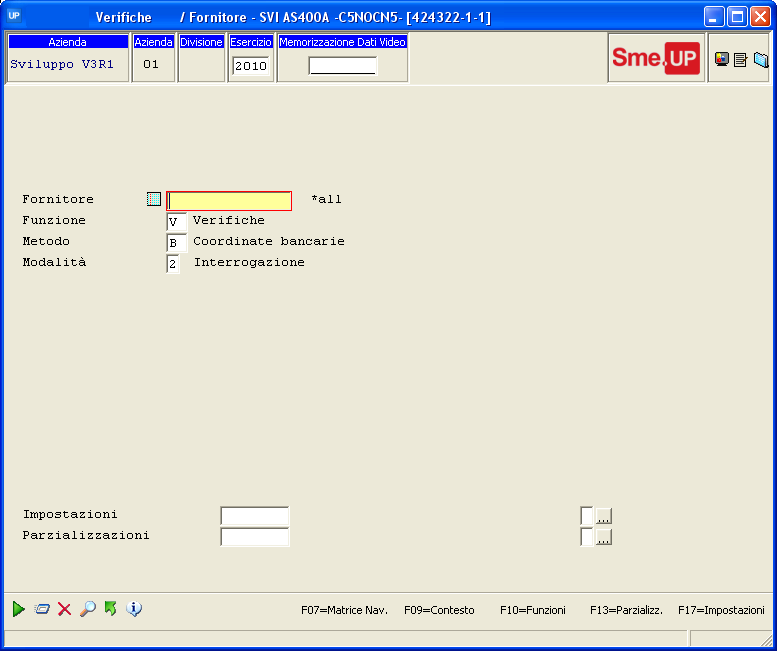 UP Verifiche / Fornitore - SVI AS400A -C5NOCN5- [424322-1-1]
Azienda Azienda Divisione Esercizio Memorizzazione Dati Video
Sveluppo V3R1 01 2010
Sme.UP
Fornitore *all
Funzione V Verifiche
Metodo B Coordinate bancarie
Modalità 2 Interrogazione
Impostazioni ...
Parzializzazioni ...
F07=Matrice Nav. F09=Contesto F10=Funzioni F13=Parzializz. F17=Impostazioni